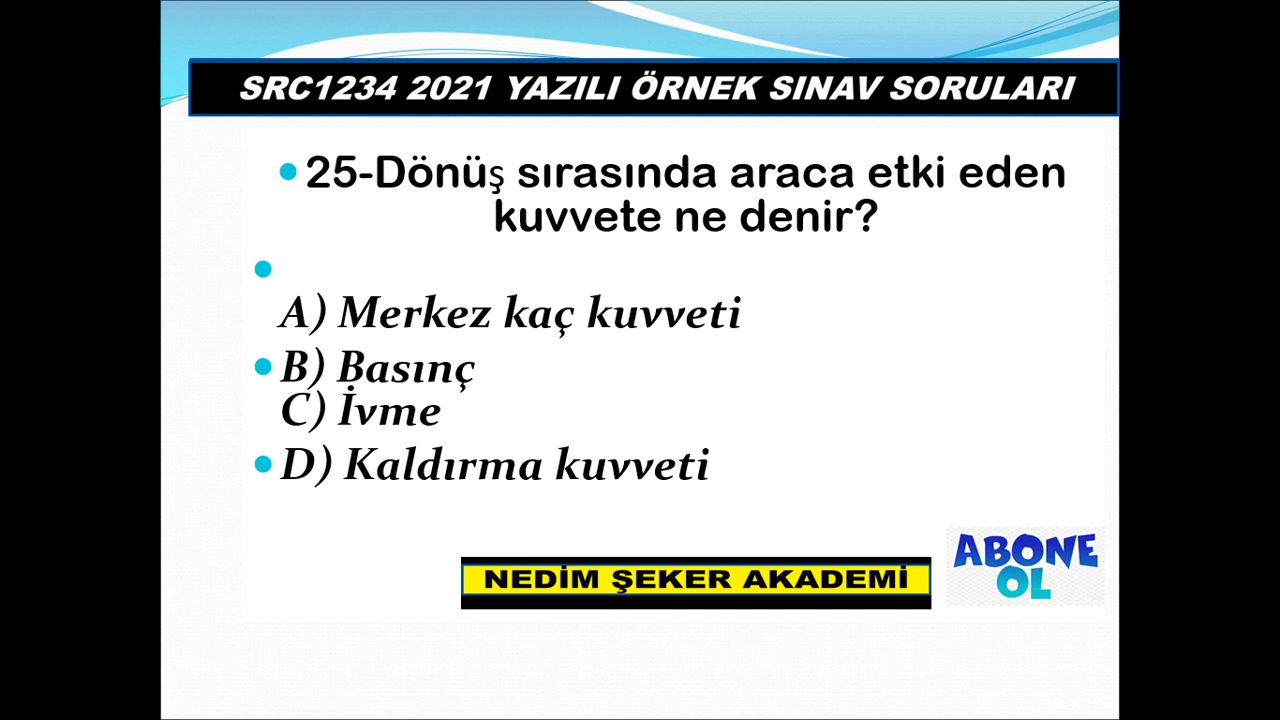 SRC1234 2021 YAZILI ÖRNEK SINAV SORULARI
25-Dönüş sırasında araca etki eden
kuvvete ne denir?
A) Merkez kaç kuvveti
B) Basınç
C) İvme
D) Kaldırma kuvveti
NEDİM ŞEKER AKADEMİ
ABONE
OL